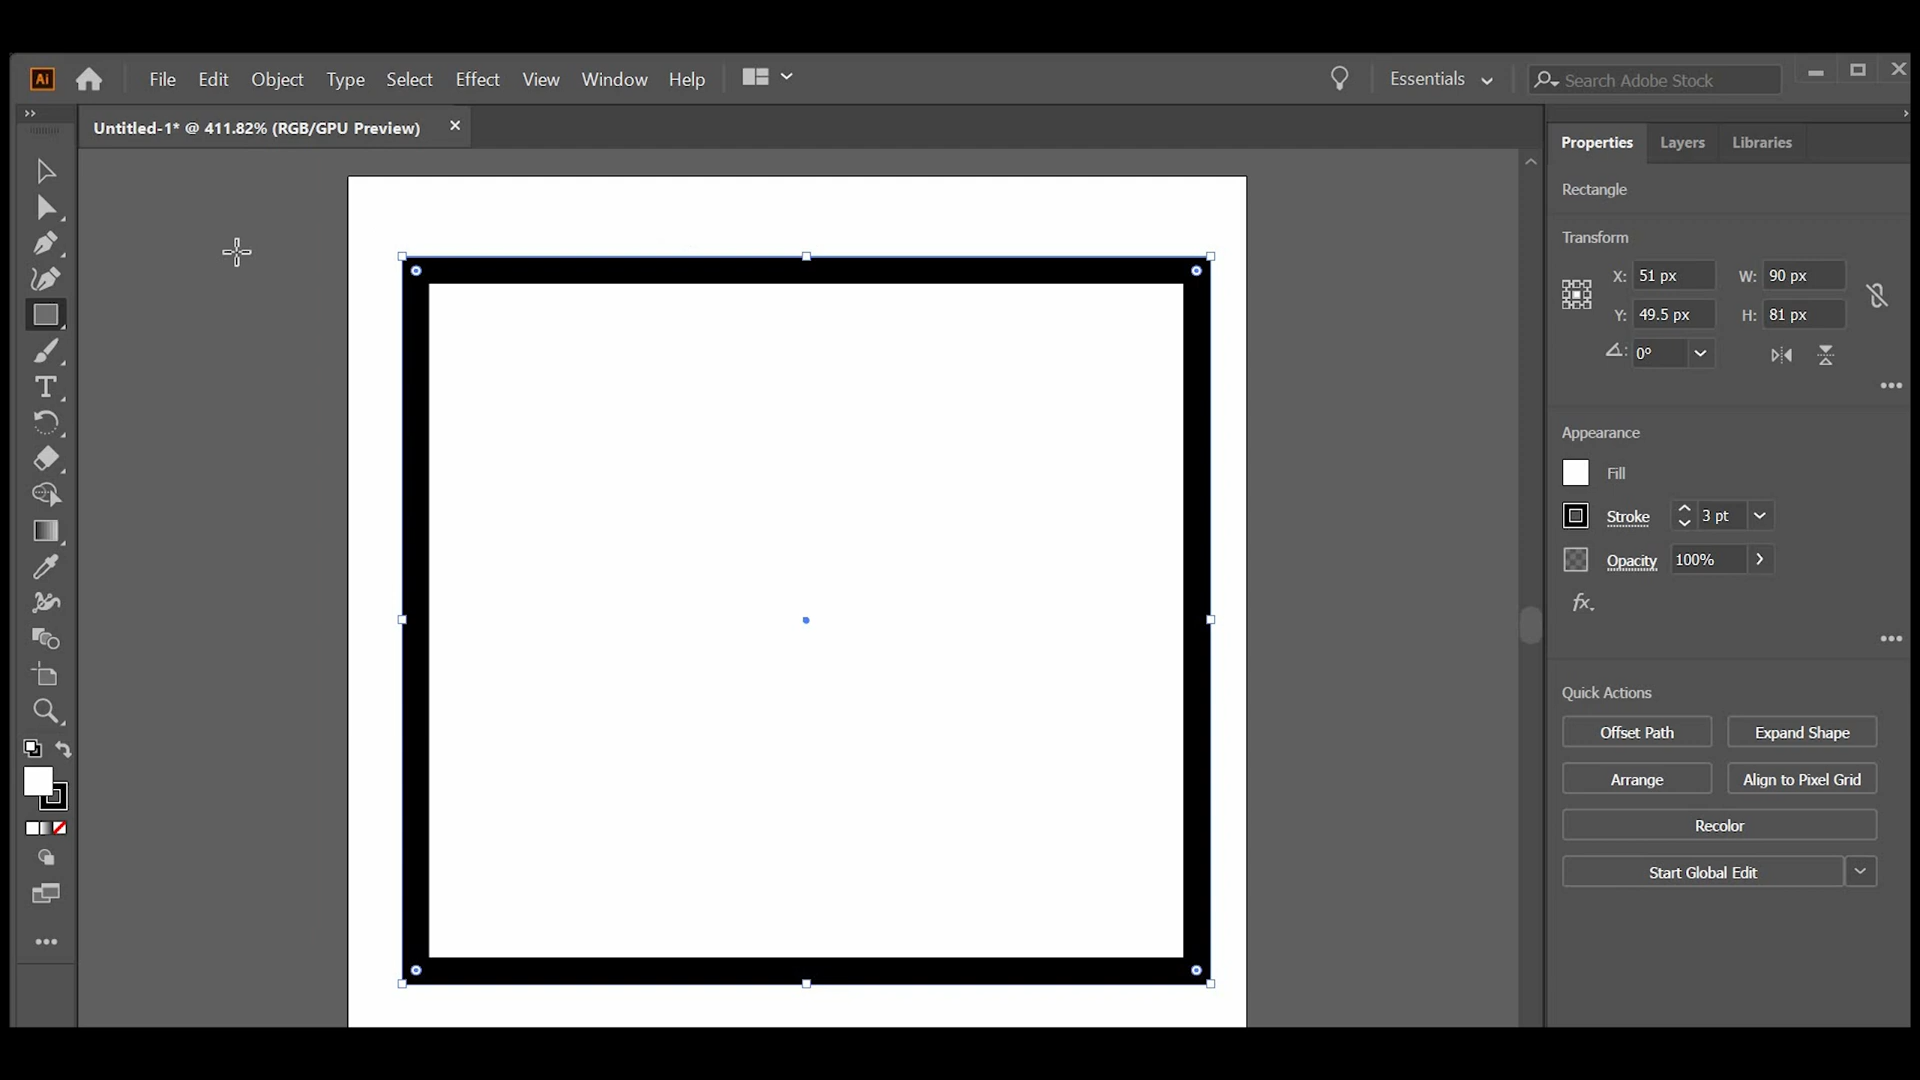 Ai File Edit Object Type Select Effect View Window Help Essentials Search Adobe Stock
Untitled-1* @ 411.82% (RGB/GPU Preview)
Properties Layers Libraries
Rectangle
Transform
X: 51 px W: 90 px
Y: 49.5 px H: 81 px
0°
Appearance
Fill
Stroke 3 pt
Opacity 100%
fx.
Quick Actions
Offset Path Expand Shape
Arrange Align to Pixel Grid
Recolor
Start Global Edit